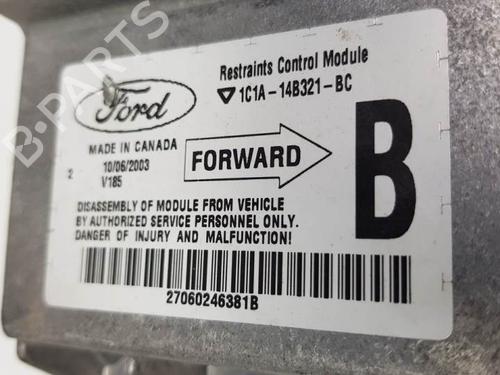 Ford
Restraints Control Module
1C1A-14B321-BC
MADE IN CANADA
2
10/06/2003
V185
FORWARD
B
DISASSEMBLY OF MODULE FROM VEHICLE
BY AUTHORIZED SERVICE PERSONNEL ONLY.
DANGER OF INJURY AND MALFUNCTION!
27060246381B
B-PARTS